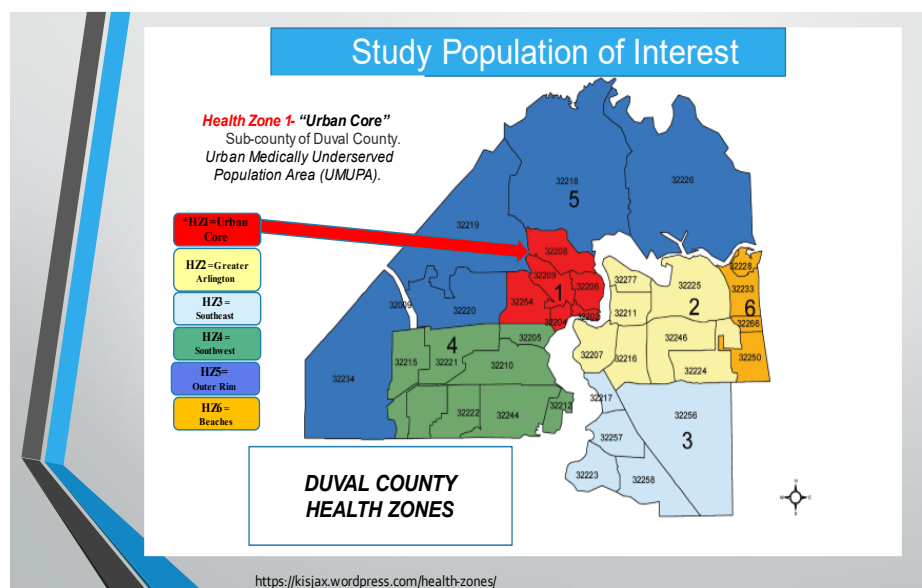 Study Population of Interest
Health Zone 1- “Urban Core”
Sub-county of Duval County.
Urban Medically Underserved
Population Area (UMUPA).
*HZ1=Urban
Core
HZ2=Greater
Arlington
HZ3=
Southeast
HZ4=
Southwest
HZ5=
Outer Rim
HZ6=
Beaches
32218
32226
5
32219
32208
32228
32209
32277
32225
32233
32009
32254
1
32206
2
6
32220
32204
32202
32211
32266
32205
4
32246
32215
32221
32210
32207
32216
32250
32224
32234
32217
32212
32222
32244
32256
32257
3
32223
32258
N
W
E
S
DUVAL COUNTY
HEALTH ZONES
https://kisjax.wordpress.com/health-zones/